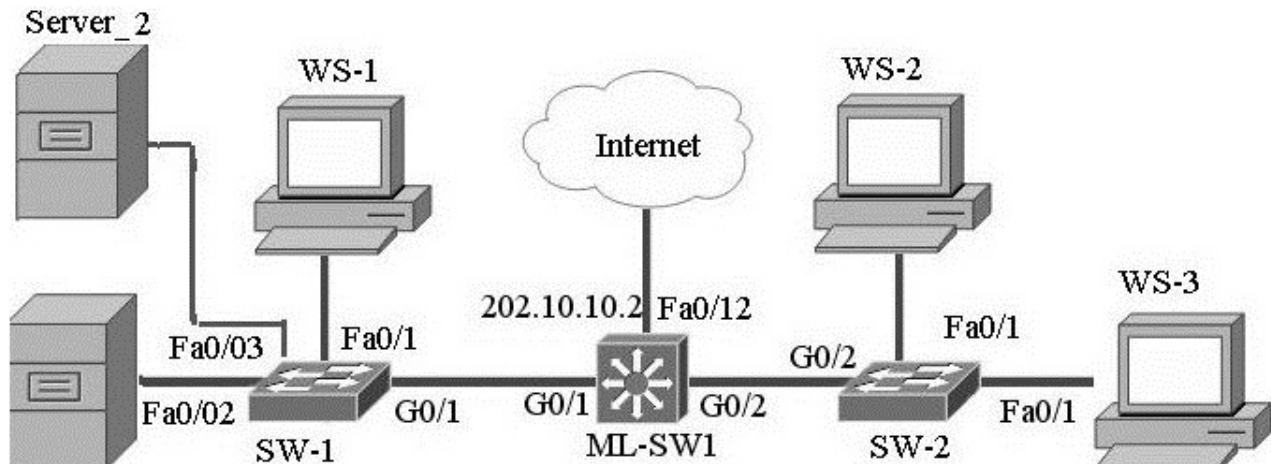 Server_2
WS-1
WS-2
Internet
WS-3
202.10.10.2
Fa0/12
Fa0/03
Fa0/1
G0/2
Fa0/1
Fa0/02
G0/1
G0/1
G0/2
Fa0/1
SW-1
ML-SW1
SW-2